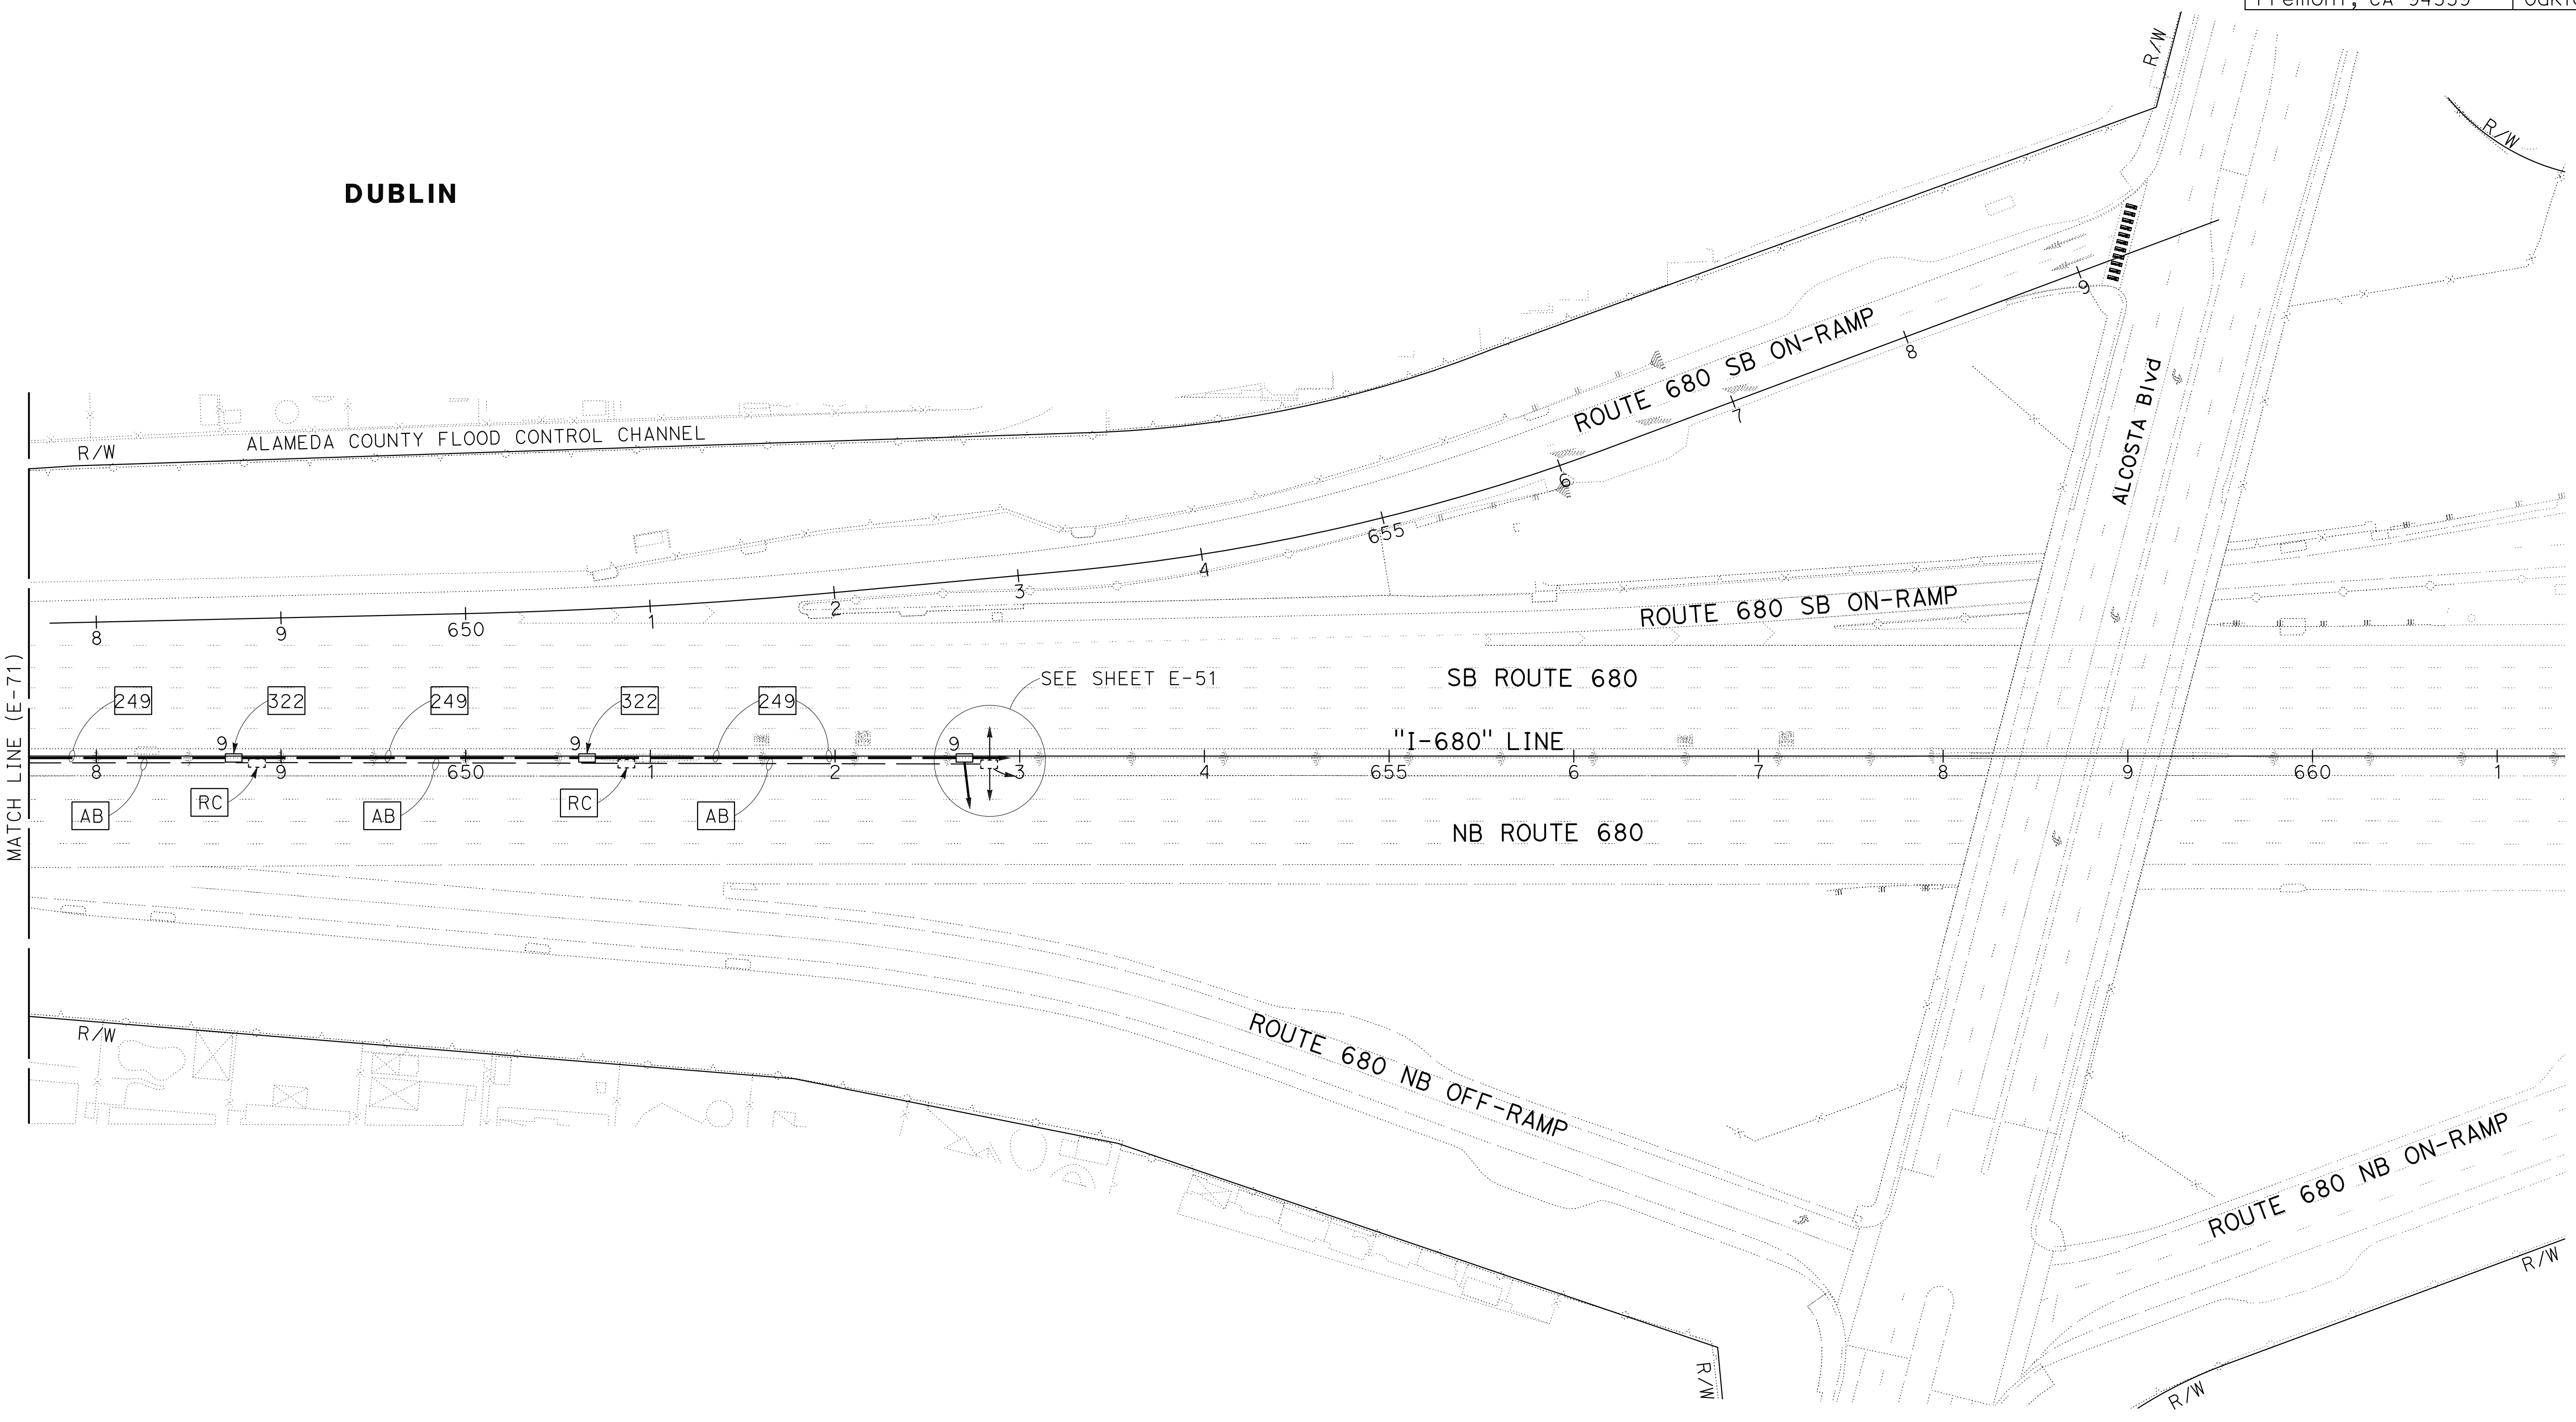 R/W
R/W
DUBLIN
ROUTE 680 SB ON-RAMP
9
8
7
6
655
4
3
2
1
650
9
8
ALCOSTA Blvd
R/W
ALAMEDA COUNTY FLOOD CONTROL CHANNEL
ROUTE 680 SB ON-RAMP
MATCH LINE (E-71)
SEE SHEET E-51
SB ROUTE 680
249
322
249
322
249
"I-680" LINE
9
9
9
8
9
650
1
2
3
4
655
6
7
8
9
660
1
AB
RC
AB
RC
AB
NB ROUTE 680
R/W
ROUTE 680 NB OFF-RAMP
ROUTE 680 NB ON-RAMP
R/W
R/W
R/W